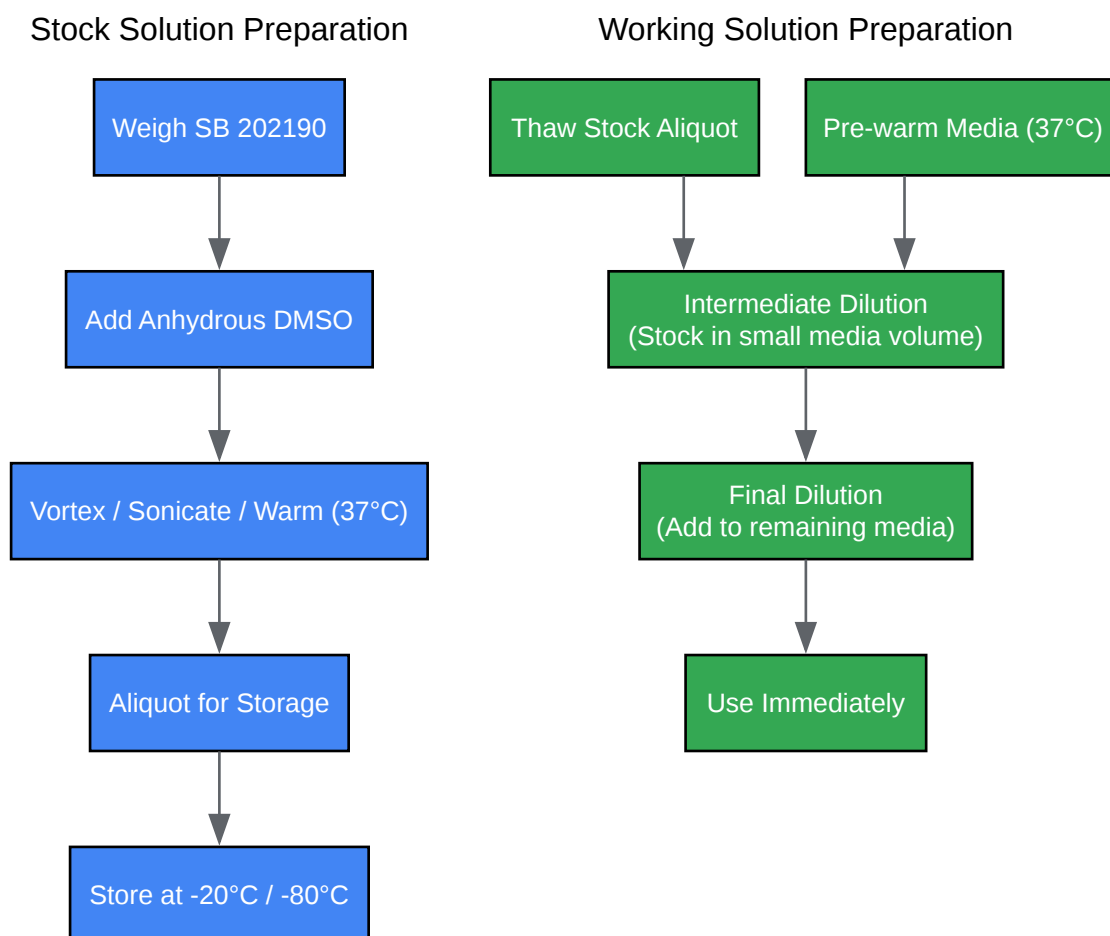 Stock Solution Preparation
Weigh SB 202190
Add Anhydrous DMSO
Vortex / Sonicate / Warm (37°C)
Aliquot for Storage
Store at -20°C / -80°C
Working Solution Preparation
Thaw Stock Aliquot
Pre-warm Media (37°C)
Intermediate Dilution
(Stock in small media volume)
Final Dilution
(Add to remaining media)
Use Immediately